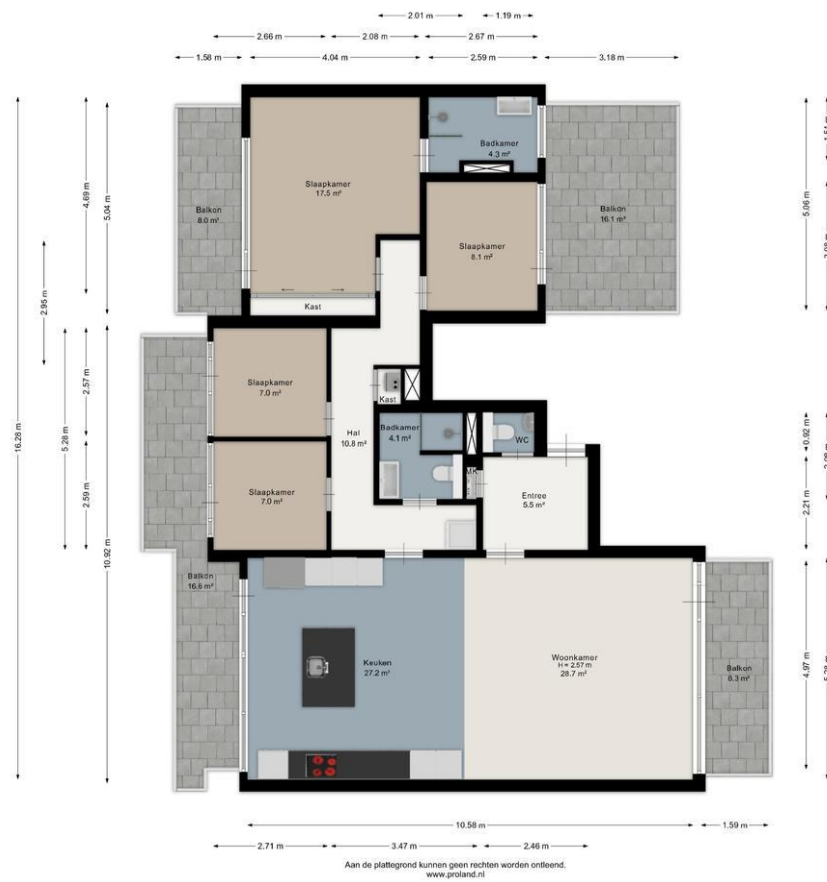 2.01 m
1.19 m
2.66 m
2.08 m
2.67 m
1.58 m
4.04 m
2.59 m
3.18 m
16.28 m
2.95 m
5.28 m
4.69 m
5.04 m
2.57 m
2.59 m
10.92 m
Badkamer
4.3 m²
Slaapkamer
17.5 m²
Balkon
8.0 m²
Balkon
16.1 m²
Slaapkamer
8.1 m²
Kast
Slaapkamer
7.0 m²
Kast
Hal
10.8 m²
Badkamer
4.1 m²
WC
MK
Slaapkamer
7.0 m²
Entree
5.5 m²
Balkon
16.6 m²
Keuken
27.2 m²
Woonkamer
H = 2.57 m
28.7 m²
Balkon
8.3 m²
5.06 m
0.92 m
2.21 m
4.97 m
10.58 m
1.59 m
2.71 m
3.47 m
2.46 m
Aan de plattegrond kunnen geen rechten worden ontleend.
www.proland.nl